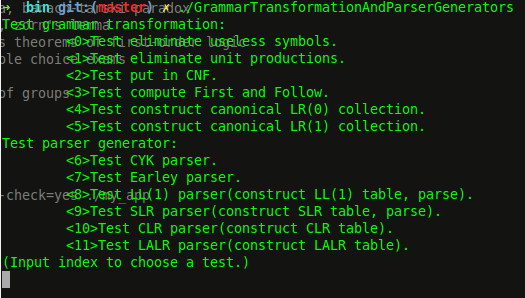 → bin git:(master) ✗ ./GrammarTransformationAndParserGenerators
Test grammar transformation:
<0>Test eliminate useless symbols.
<1>Test eliminate unit productions.
<2>Test put in CNF.
<3>Test compute First and Follow.
<4>Test construct canonical LR(0) collection.
<5>Test construct canonical LR(1) collection.
Test parser generator:
<6>Test CYK parser.
<7>Test Earley parser.
<8>Test LL(1) parser(construct LL(1) table, parse).
<9>Test SLR parser(construct SLR table, parse).
<10>Test CLR parser(construct CLR table).
<11>Test LALR parser(construct LALR table).
(Input index to choose a test.)